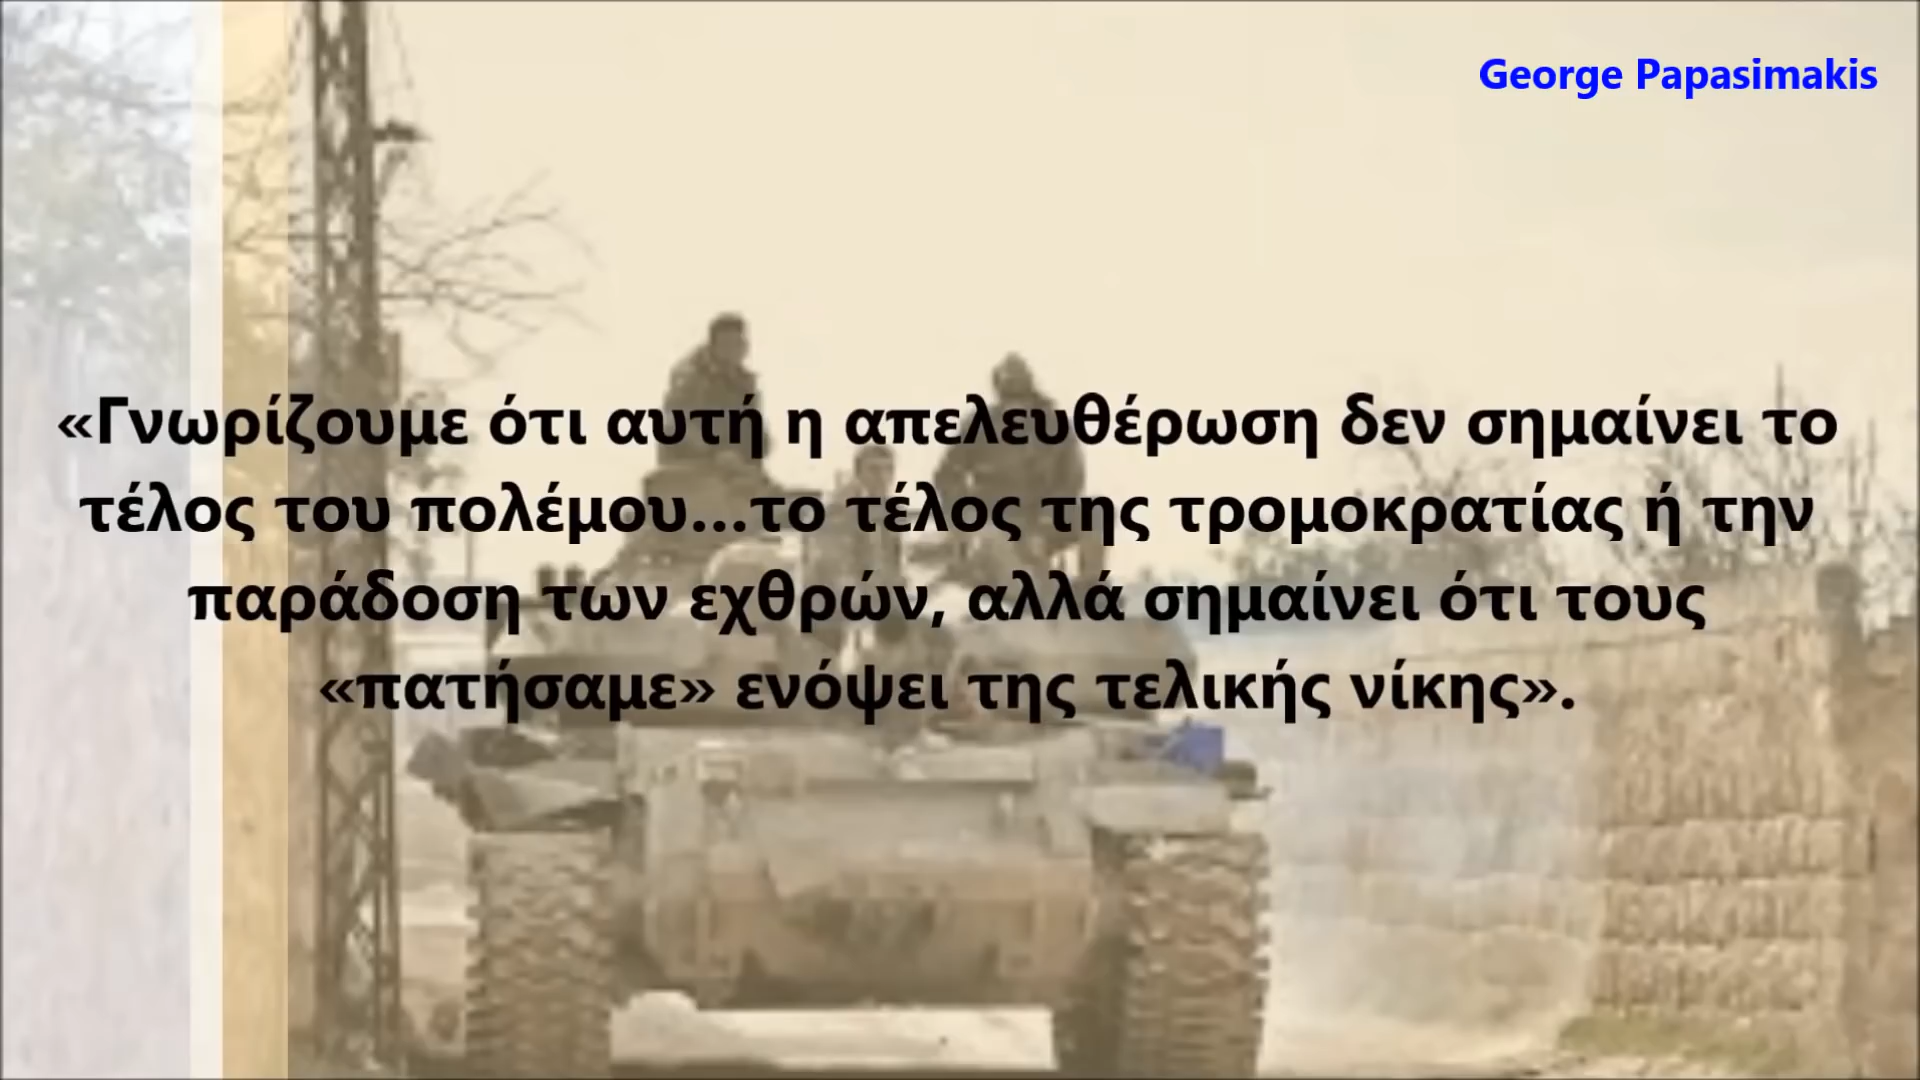 George Papasimakis
«Γνωρίζουμε ότι αυτή η απελευθέρωση δεν σημαίνει το
τέλος του πολέμου...το τέλος της τρομοκρατίας ή την
παράδοση των εχθρών, αλλά σημαίνει ότι τους
«πατήσαμε» ενόψει της τελικής νίκης».